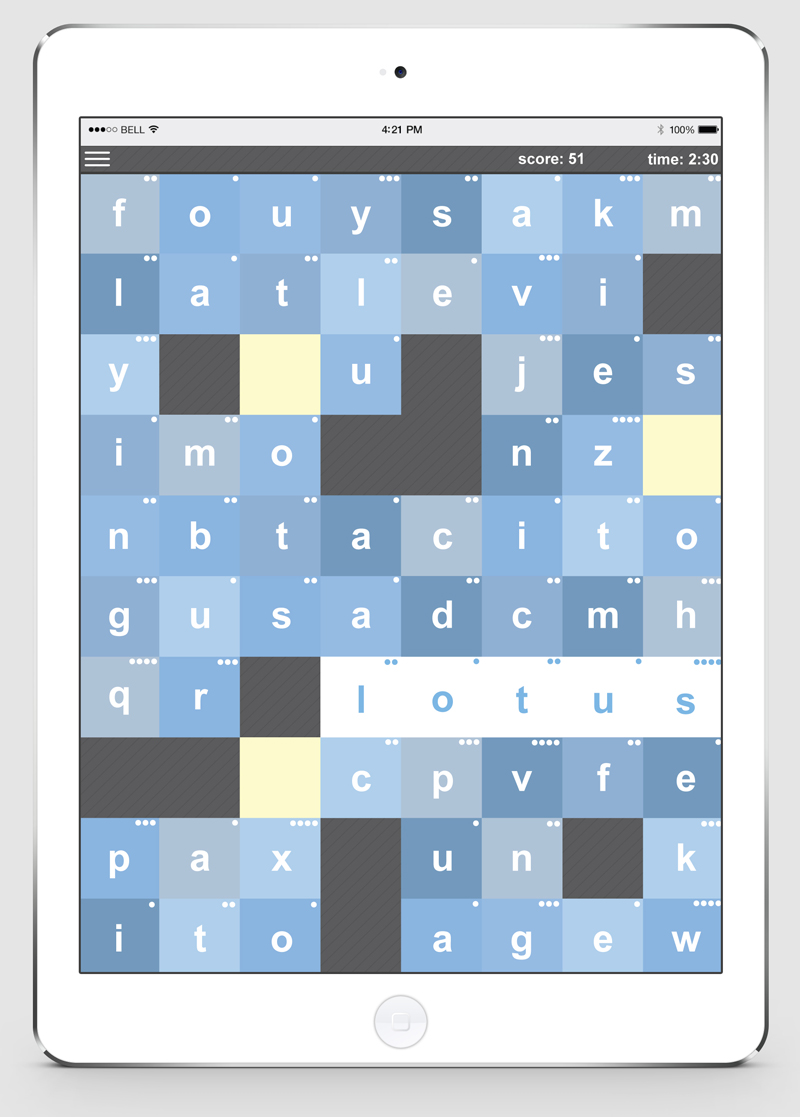 BELL 4:21 PM 100%
score: 51 time: 2:30
f o u y s a k m
l a t l e v i
y u j e s
i m o n z
n b t a c i t o
g u s a d c m h
q r l o t u s
c p v f e
p a x u n k
i t o a g e w